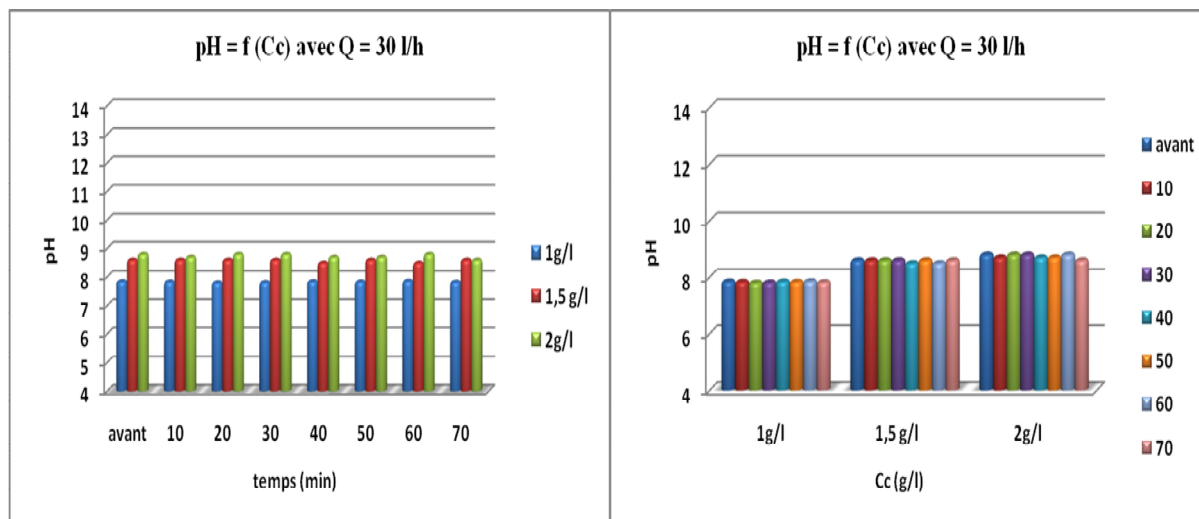 pH = f (Cc) avec Q = 30 l/h
pH
14
13
12
11
10
9
8
7
6
5
4
avant 10 20 30 40 50 60 70
temps (min)
1g/l
1,5 g/l
2g/l
pH = f (Cc) avec Q = 30 l/h
pH
14
12
10
8
6
4
1g/l 1,5 g/l 2g/l
Cc (g/l)
avant
10
20
30
40
50
60
70